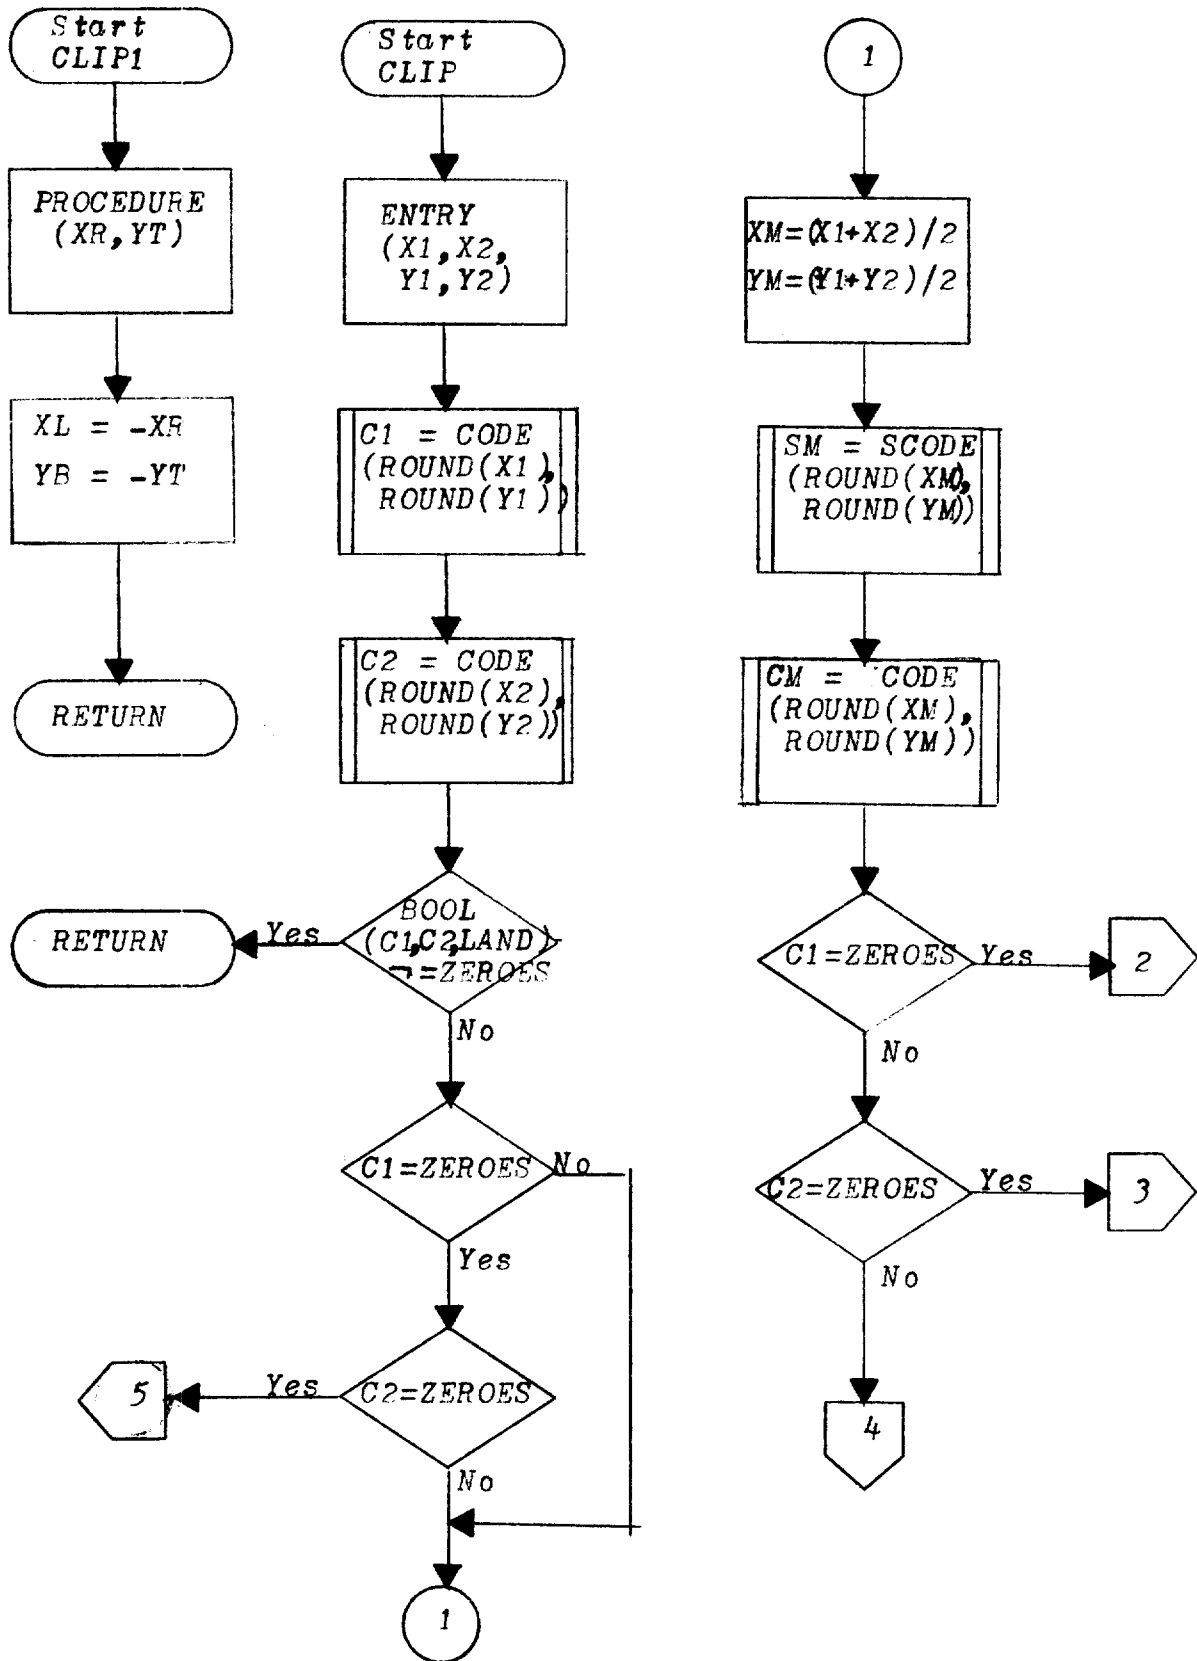 Start
CLIP1
PROCEDURE
(XR,YT)
XL = -XR
YB = -YT
RETURN
Start
CLIP
ENTRY
(X1,X2,
Y1,Y2)
C1 = CODE
(ROUND(X1),
ROUND(Y1))
C2 = CODE
(ROUND(X2),
ROUND(Y2))
BOOL
(C1,C2,LAND)
¬=ZEROES
Yes
RETURN
No
C1=ZEROES
No
Yes
C2=ZEROES
Yes
5
No
1
1
XM=(X1+X2)/2
YM=(Y1+Y2)/2
SM = SCODE
(ROUND(XM),
ROUND(YM))
CM = CODE
(ROUND(XM),
ROUND(YM))
C1=ZEROES
Yes
2
No
C2=ZEROES
Yes
3
No
4